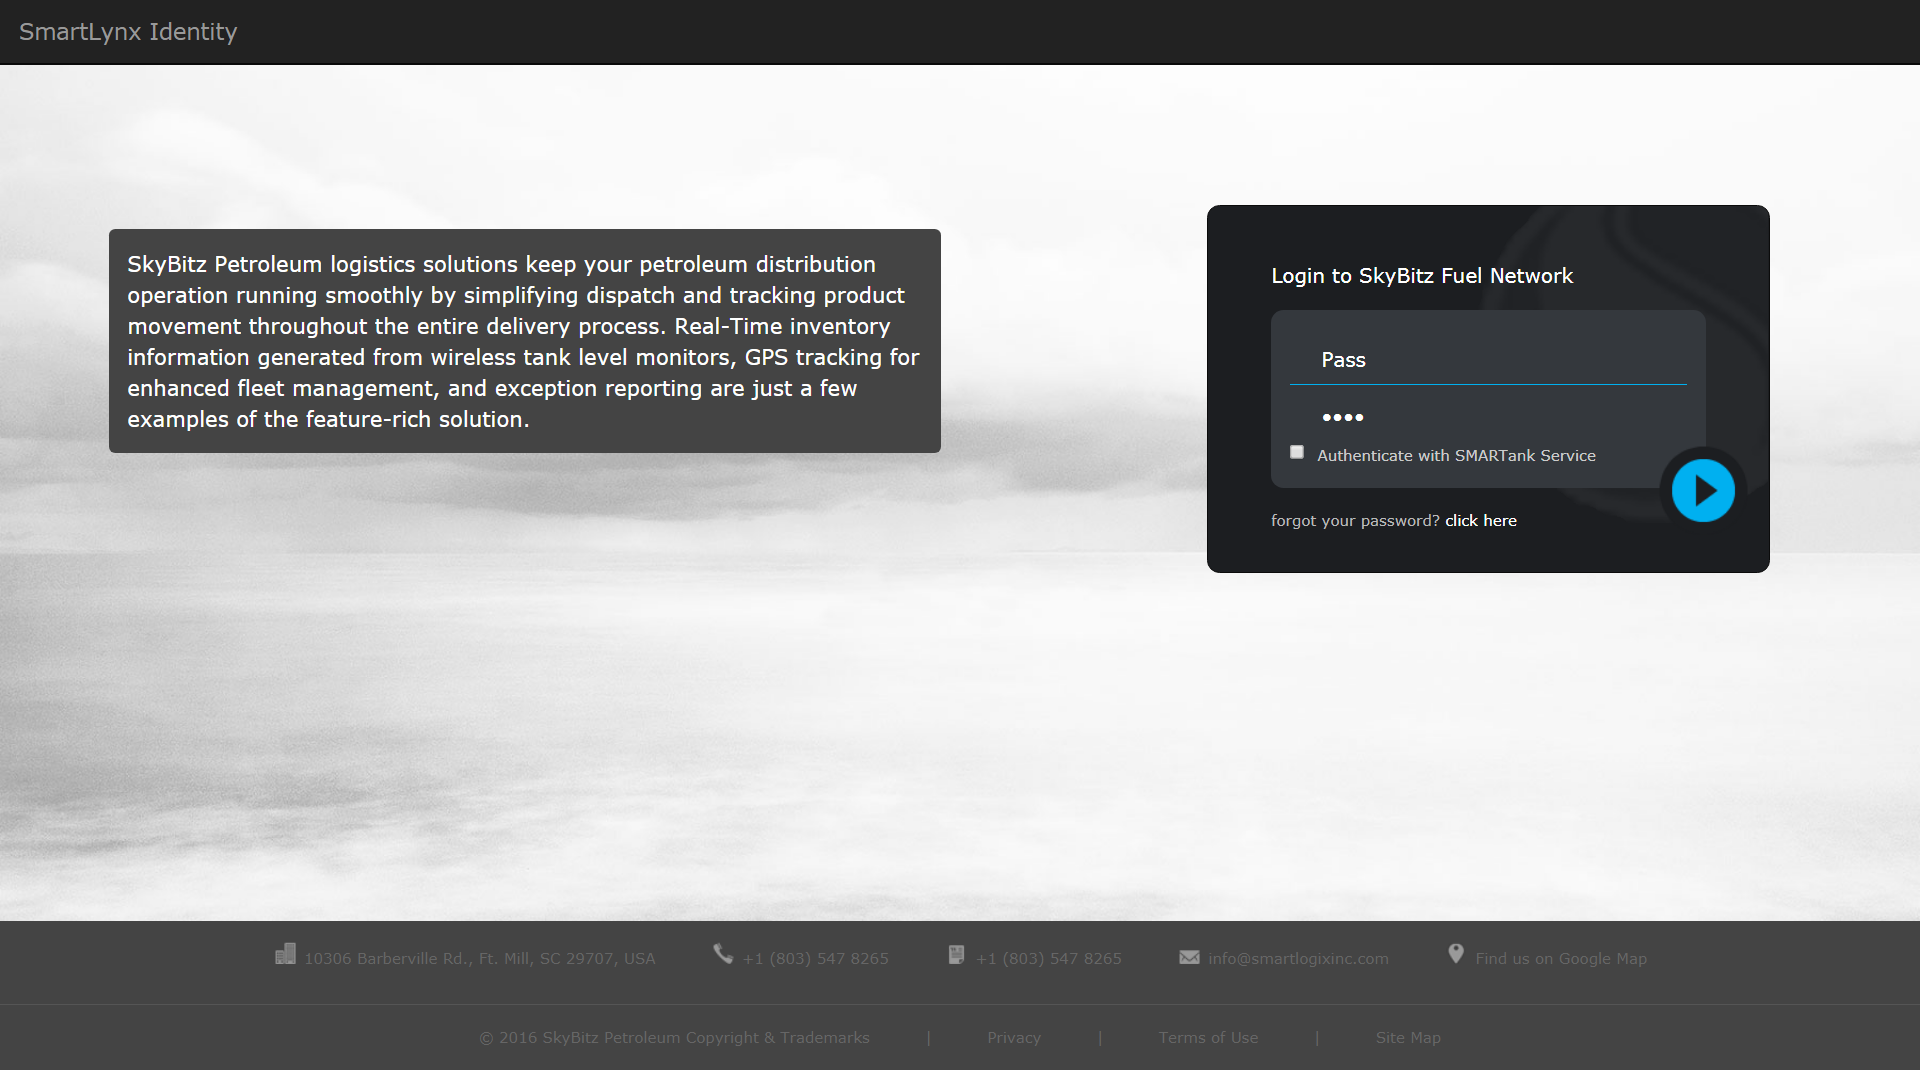 SmartLynx Identity
SkyBitz Petroleum logistics solutions keep your petroleum distribution
operation running smoothly by simplifying dispatch and tracking product
movement throughout the entire delivery process. Real-Time inventory
information generated from wireless tank level monitors, GPS tracking for
enhanced fleet management, and exception reporting are just a few
examples of the feature-rich solution.
Login to SkyBitz Fuel Network
Pass
••••
Authenticate with SMARTank Service
forgot your password? click here
10306 Barberville Rd., Ft. Mill, SC 29707, USA +1 (803) 547 8265 +1 (803) 547 8265 info@smartlogixinc.com Find us on Google Map
© 2016 SkyBitz Petroleum Copyright & Trademarks | Privacy | Terms of Use | Site Map